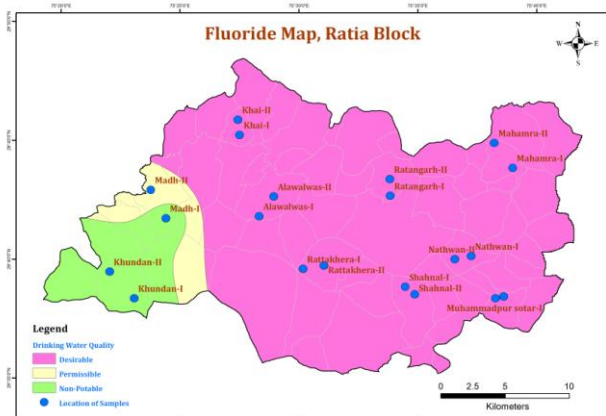 Fluoride Map, Ratia Block
N
W E
S
Khai-II
Khai-I
Mahamra-II
Mahamra-I
Madh-II
Ratangarh-II
Ratangarh-I
Alawalwas-II
Madh-I
Alawalwas-I
Nathwan-I
Nathwan-II
Rattakhera-I
Rattakhera-II
Khundan-II
Shahnal-I
Shahnal-II
Khundan-I
Muhammadpur sotar-I
Legend
Drinking Water Quality
Desirable
Permissible
Non-Potable
Location of Samples
0 2.5 5 10
Kilometers